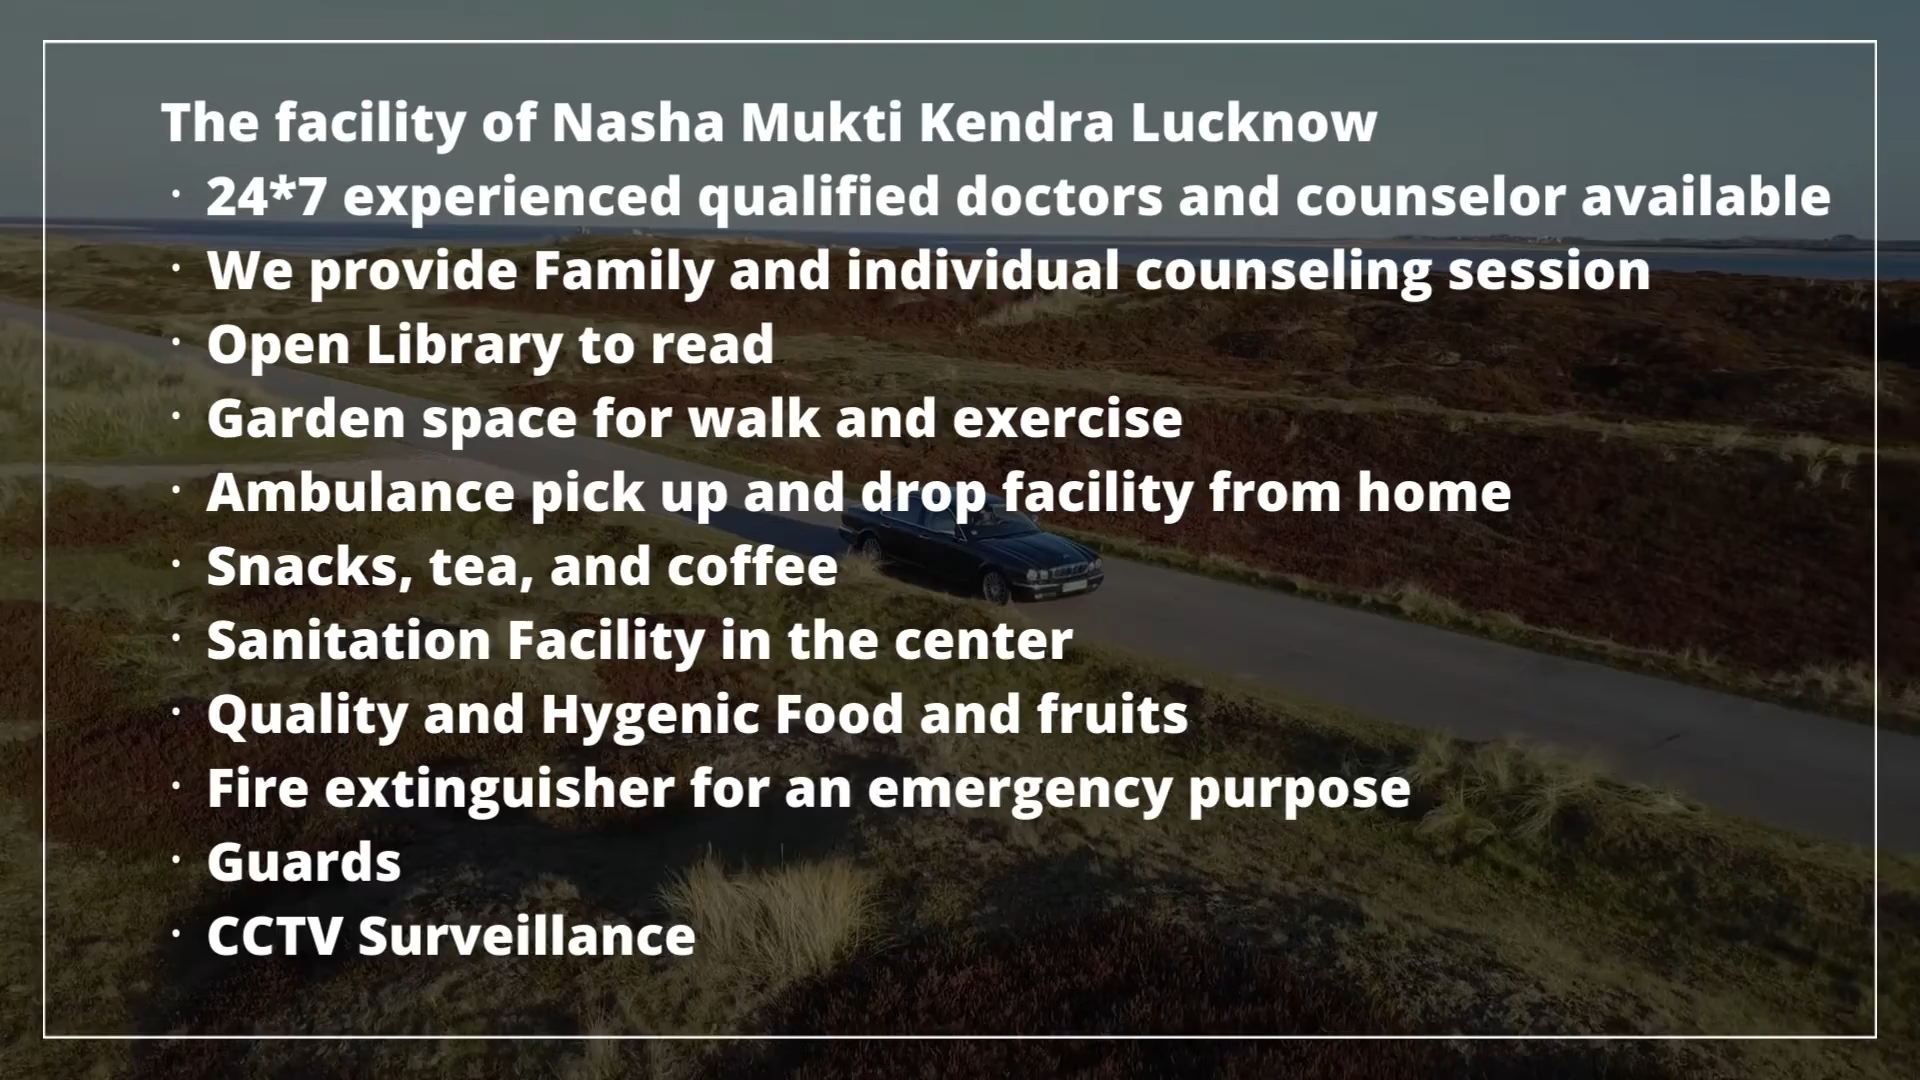 The facility of Nasha Mukti Kendra Lucknow
· 24*7 experienced qualified doctors and counselor available
· We provide Family and individual counseling session
· Open Library to read
· Garden space for walk and exercise
· Ambulance pick up and drop facility from home
· Snacks, tea, and coffee
· Sanitation Facility in the center
· Quality and Hygenic Food and fruits
· Fire extinguisher for an emergency purpose
· Guards
· CCTV Surveillance